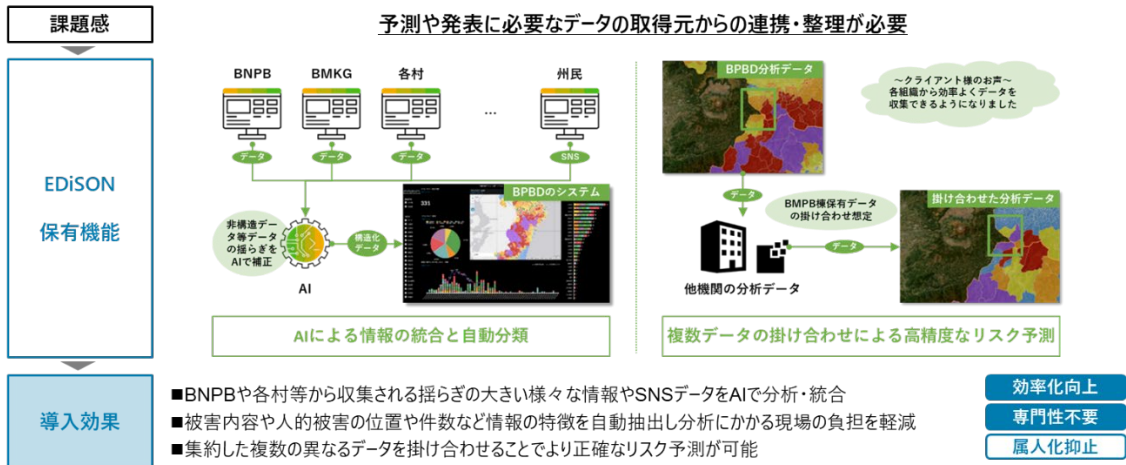 課題感
予測や発表に必要なデータの取得元からの連携・整理が必要
EDiSON
保有機能
BNPB
BMKG
各村
…
州民
データ
データ
データ
SNS
非構造デー
タ等データ
の揺らぎを
AIで補正
AI
構造化
データ
BPBDのシステム
331
AIによる情報の統合と自動分類
BPBD分析データ
～クライアント様のお声～
各組織から効率よくデータを
収集できるようになりました
データ
BMPB様保有データ
の掛け合わせ想定
データ
他機関の分析データ
掛け合わせた分析データ
複数データの掛け合わせによる高精度なリスク予測
導入効果
■BNPBや各村等から収集される揺らぎの大きい様々な情報やSNSデータをAIで分析・統合
■被害内容や人的被害の位置や件数など情報の特徴を自動抽出し分析にかかる現場の負担を軽減
■集約した複数の異なるデータを掛け合わせることでより正確なリスク予測が可能
効率化向上
専門性不要
属人化抑止